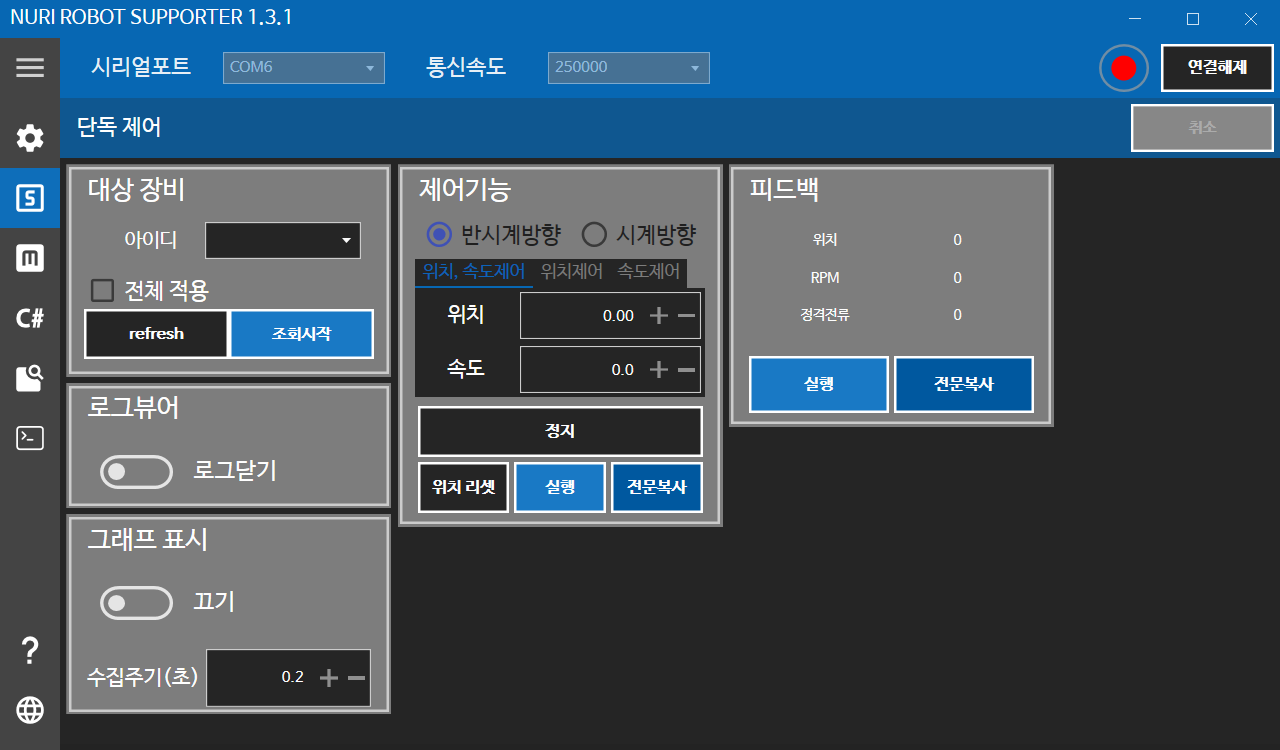 NURI ROBOT SUPPORTER 1.3.1
시리얼포트 COM6 통신속도 250000 연결해제
단독 제어 취소
대상 장비
아이디
전체 적용
refresh 조회시작
로그뷰어
로그닫기
그래프 표시
끄기
수집주기(초) 0.2
제어기능
반시계방향 시계방향
위치, 속도제어 위치제어 속도제어
위치 0.00
속도 0.0
정지
위치 리셋 실행 전문복사
피드백
위치 0
RPM 0
정격전류 0
실행 전문복사
S
m
C#
?